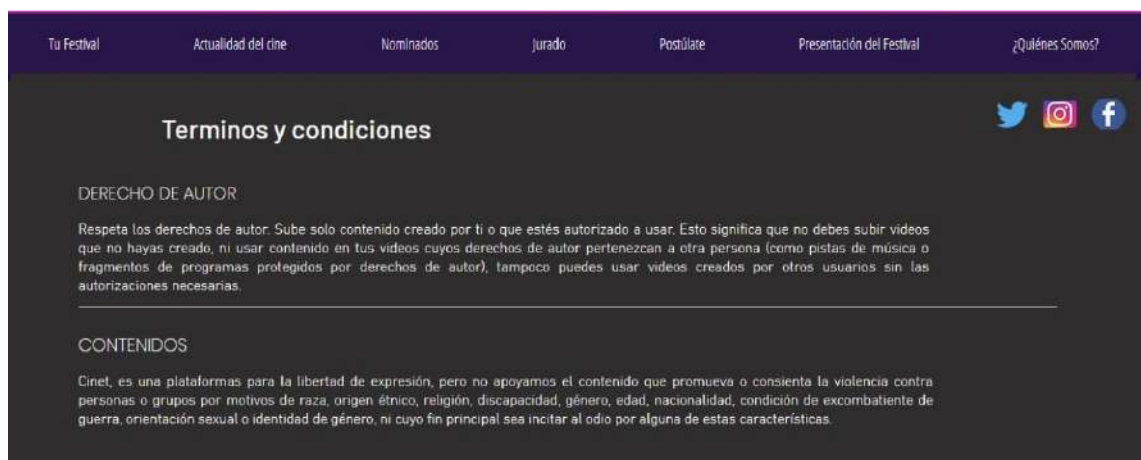 Tu Festival Actualidad del cine Nominados Jurado Postúlate Presentación del Festival ¿Quiénes Somos?
Terminos y condiciones
DERECHO DE AUTOR
Respeta los derechos de autor. Sube solo contenido creado por ti o que estés autorizado a usar. Esto significa que no debes subir videos
que no hayas creado, ni usar contenido en tus videos cuyos derechos de autor pertenezcan a otra persona (como pistas de música o
fragmentos de programas protegidos por derechos de autor), tampoco puedes usar videos creados por otros usuarios sin las
autorizaciones necesarias.
CONTENIDOS
Cinet, es una plataformas para la libertad de expresión, pero no apoyamos el contenido que promueva o consienta la violencia contra
personas o grupos por motivos de raza, origen étnico, religión, discapacidad, género, edad, nacionalidad, condición de excombatiente de
guerra, orientación sexual o identidad de género, ni cuyo fin principal sea incitar al odio por alguna de estas características.